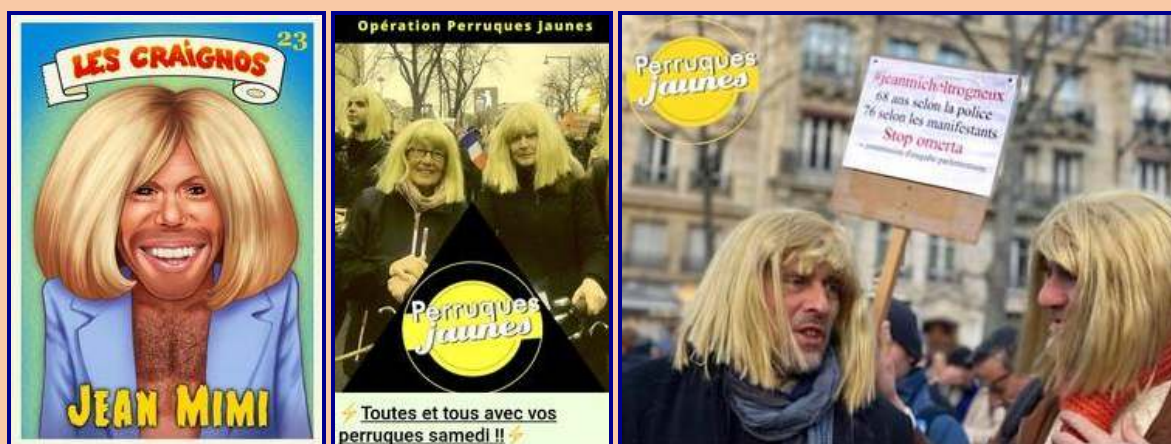 LES CRAIGNOS
23
JEAN MIMI
Opération Perruques Jaunes
Perruques
jaunes
⚡ Toutes et tous avec vos
perruques samedi !! ⚡
Perruques
jaunes
#jeanmicheltrogneux
68 ans selon la police
76 selon les manifestants
Stop omerta